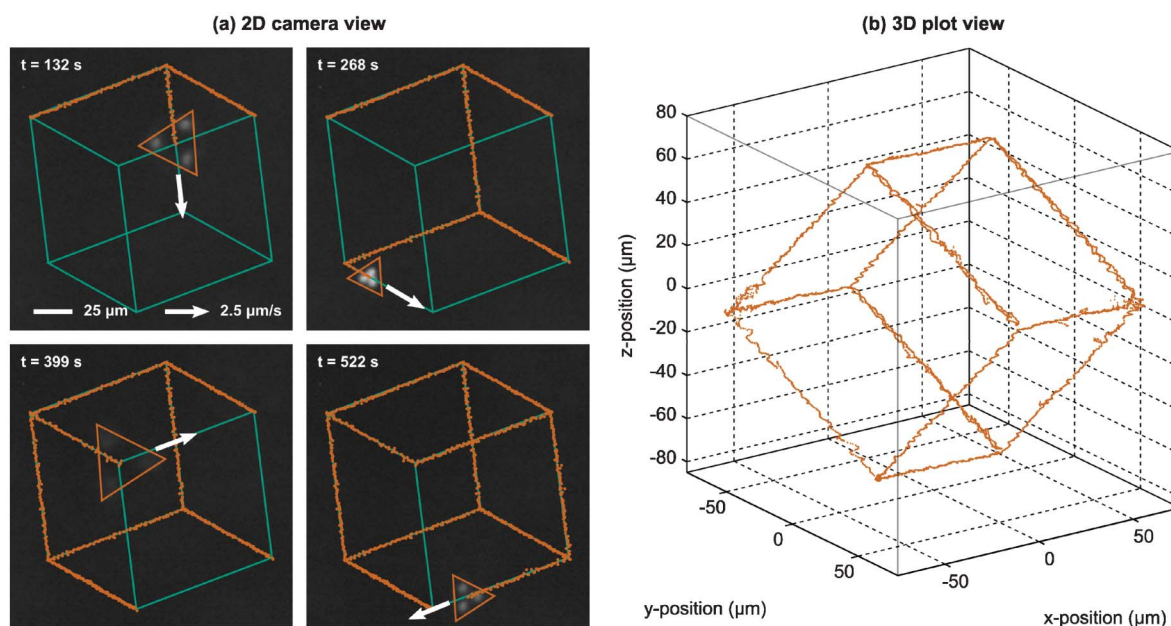 (a) 2D camera view
t = 132 s
t = 268 s
25 μm
2.5 μm/s
t = 399 s
t = 522 s
(b) 3D plot view
80
60
40
20
0
-20
-40
-60
-80
z-position (μm)
-50
0
50
y-position (μm)
-50
0
50
x-position (μm)